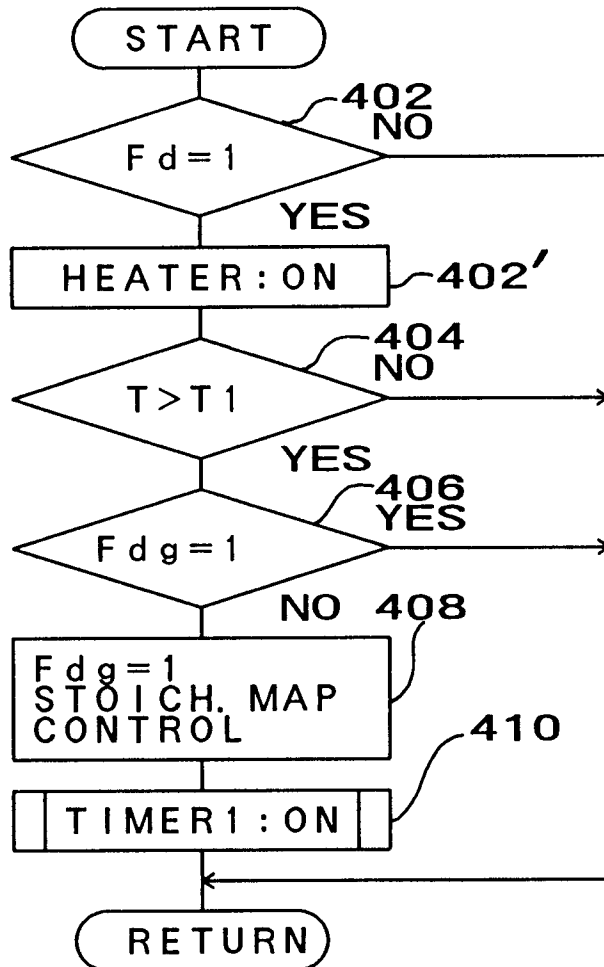 START
402
NO
Fd=1
YES
HEATER:ON
402'
404
NO
T>T1
YES
406
YES
Fdg=1
NO 408
Fdg=1
STOICH. MAP
CONTROL
410
TIMER1:ON
RETURN